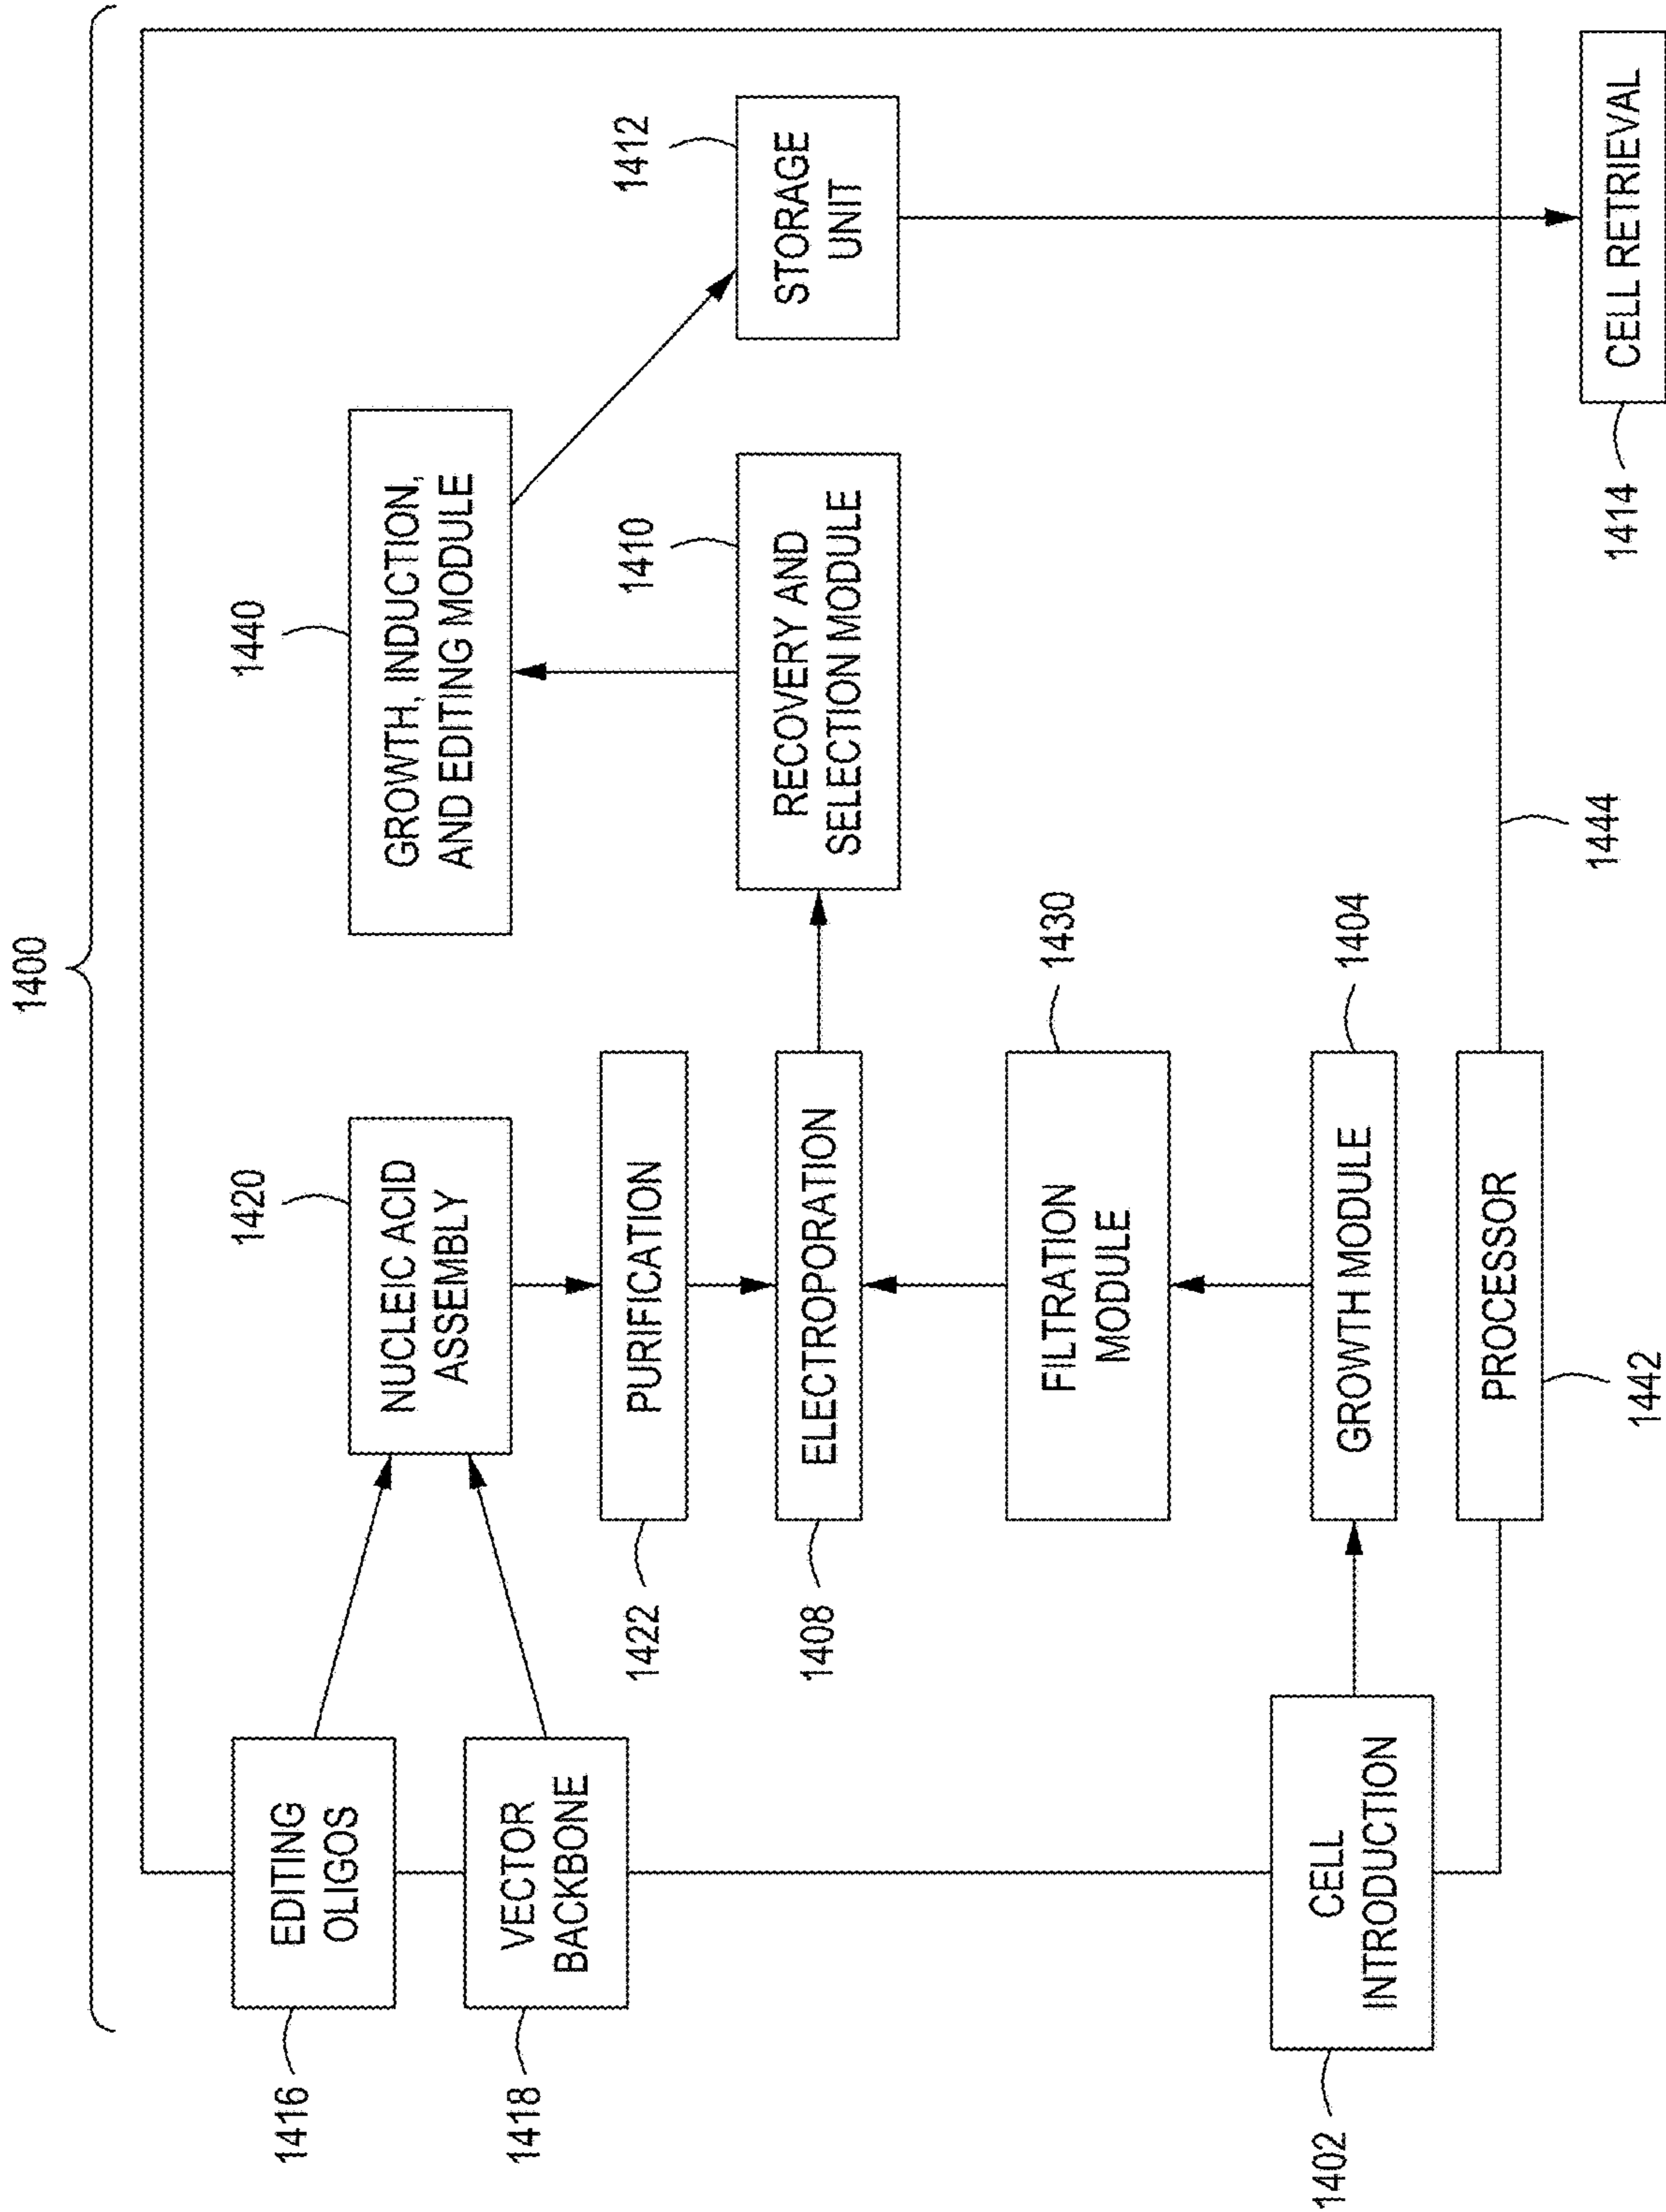 1400
1416
EDITING
OLIGOS
1418
VECTOR
BACKBONE
1420
NUCLEIC ACID
ASSEMBLY
1422
PURIFICATION
1408
ELECTROPORATION
FILTRATION
MODULE
1430
1402
CELL
INTRODUCTION
GROWTH MODULE
1404
PROCESSOR
1442
1444
1440
GROWTH, INDUCTION,
AND EDITING MODULE
1410
RECOVERY AND
SELECTION MODULE
1412
STORAGE
UNIT
CELL RETRIEVAL
1414